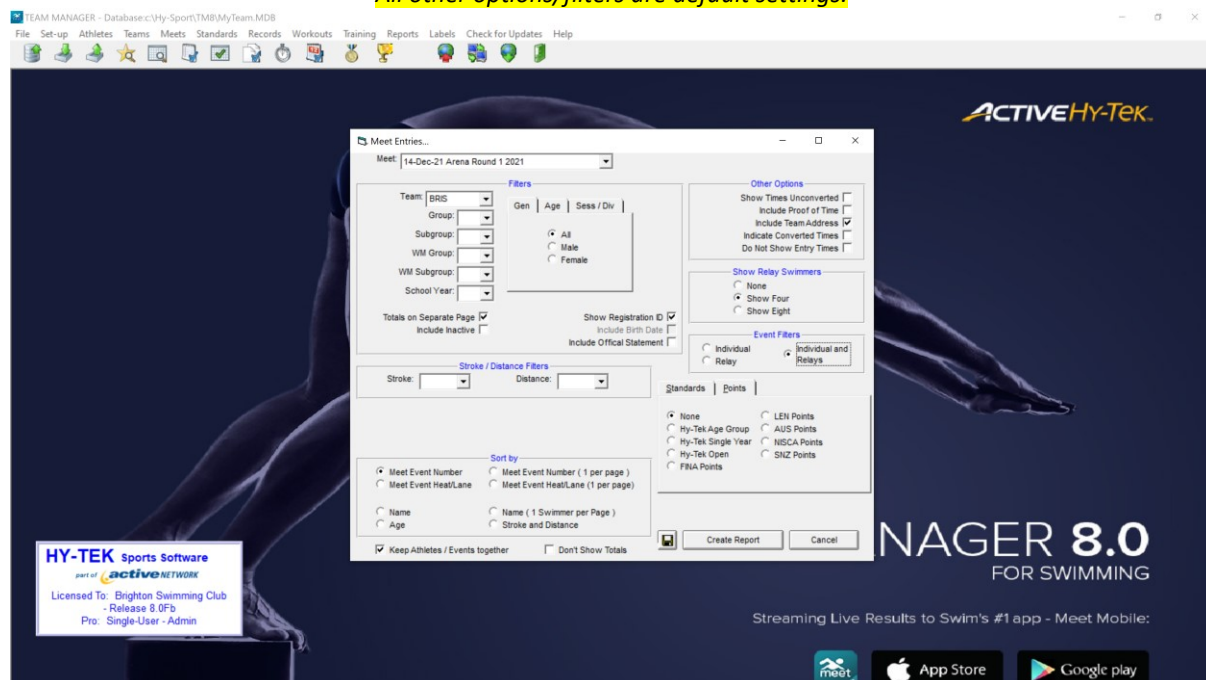 All other options/filters are default settings.
TEAM MANAGER - Database:c:\Hy-Sport\TM8\MyTeam.MDB
File Set-up Athletes Teams Meets Standards Records Workouts Training Reports Labels Check for Updates Help
ACTIVE HY-TEK
Meet Entries...
Meet: 14-Dec-21 Arena Round 1 2021
Filters
Team: BRIS
Group:
Subgroup:
WM Group:
WM Subgroup:
School Year:
Gen Age Sess / Div
All
Male
Female
Totals on Separate Page
Include Inactive
Show Registration ID
Include Birth Date
Include Offical Statement
Other Options
Show Times Unconverted
Include Proof of Time
Include Team Address
Indicate Converted Times
Do Not Show Entry Times
Show Relay Swimmers
None
Show Four
Show Eight
Event Filters
Individual
Relay
Individual and
Relays
Stroke / Distance Filters
Stroke: Distance:
Standards Points
None LEN Points
Hy-Tek Age Group AUS Points
Hy-Tek Single Year NISCA Points
Hy-Tek Open SNZ Points
FINA Points
Sort by
Meet Event Number Meet Event Number ( 1 per page )
Meet Event Heat/Lane Meet Event Heat/Lane (1 per page)
Name Name ( 1 Swimmer per Page )
Age Stroke and Distance
Keep Athletes / Events together Don't Show Totals
Create Report Cancel
HY-TEK Sports Software
part of active NETWORK
Licensed To: Brighton Swimming Club
- Release 8.0Fb
Pro: Single-User - Admin
NAGER 8.0
FOR SWIMMING
Streaming Live Results to Swim's #1 app - Meet Mobile:
meet
App Store
Google play